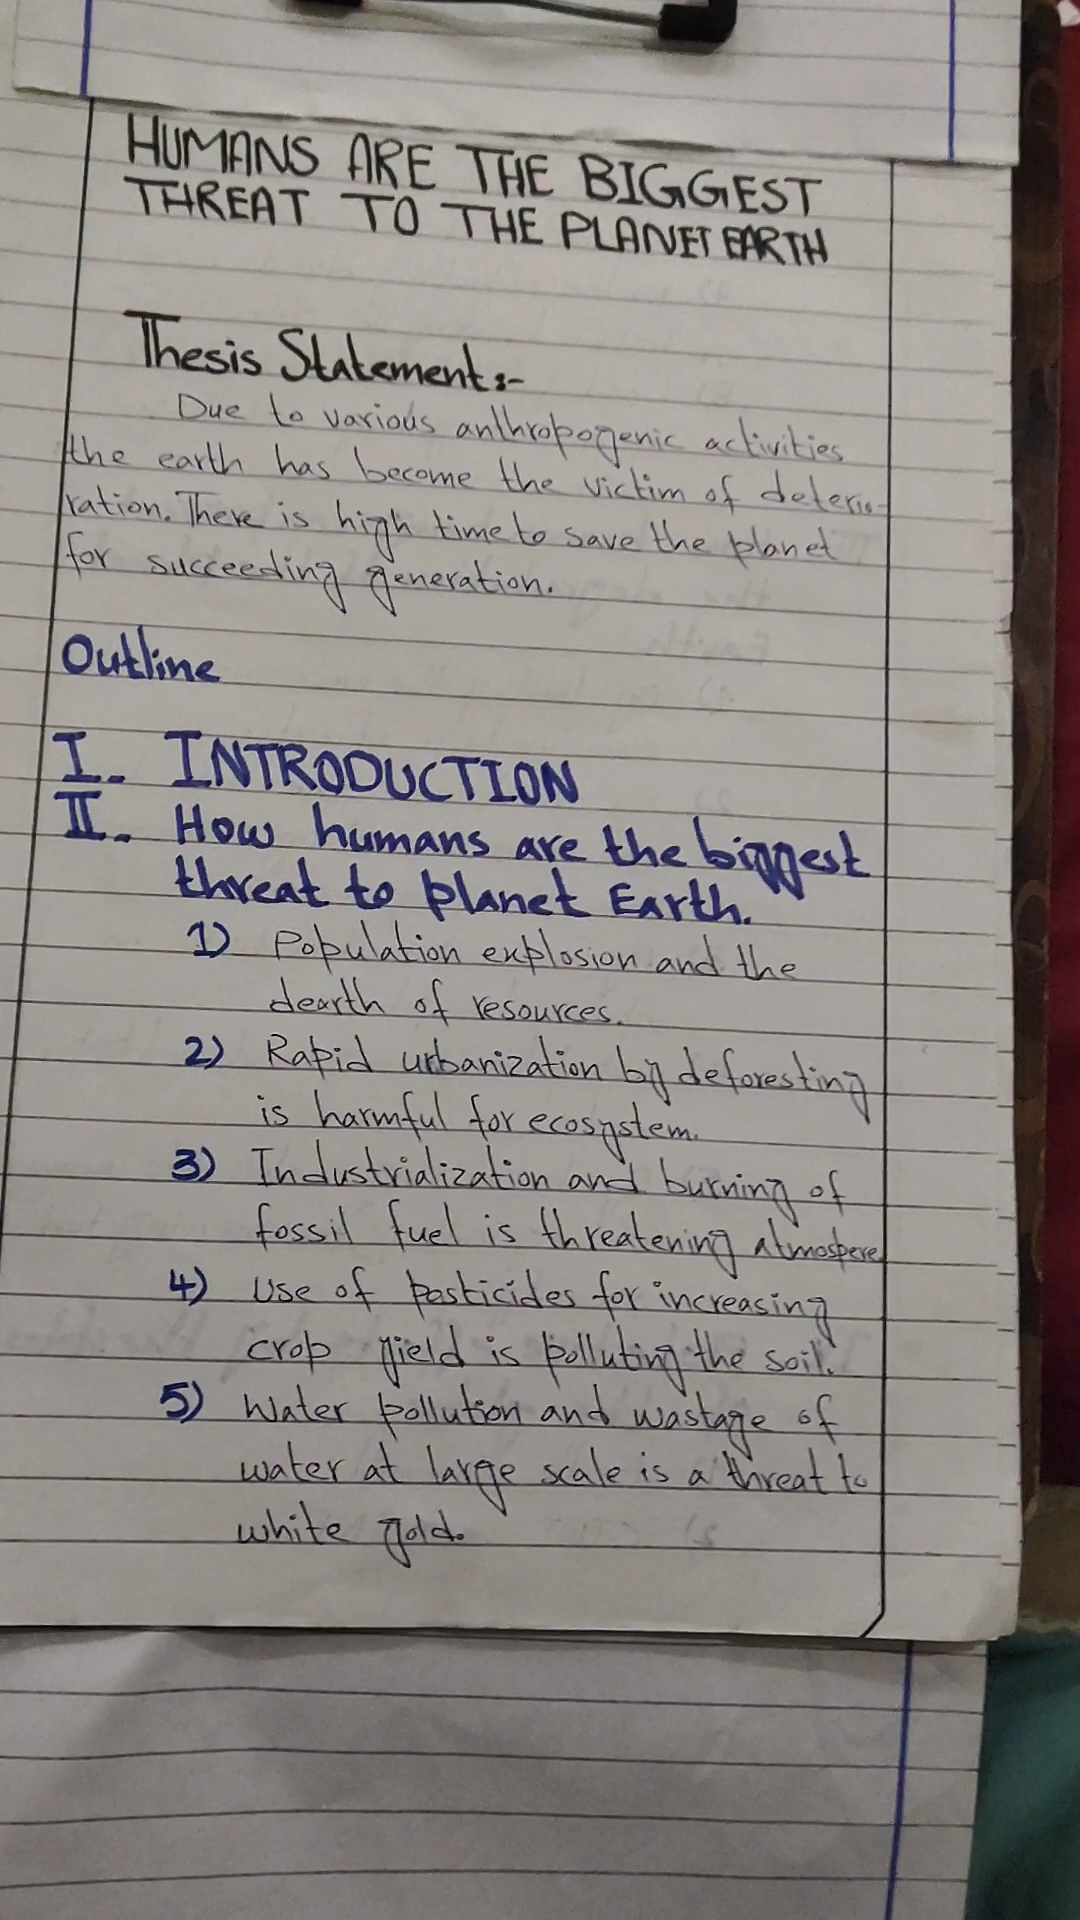 HUMANS ARE THE BIGGEST
THREAT TO THE PLANET EARTH
Thesis Statement:-
Due to various anthropogenic activities
the earth has become the victim of deterio-
ration. There is high time to save the planet
for succeeding generation.
Outline
I. INTRODUCTION
II. How humans are the biggest
threat to planet Earth.
1) Population explosion and the
dearth of resources.
2) Rapid urbanization by deforesting
is harmful for ecosystem.
3) Industrialization and burning of
fossil fuel is threatening atmospere
4) Use of pesticides for increasing
crop yield is polluting the soil.
5) Water pollution and wastage of
water at large scale is a threat to
white gold.